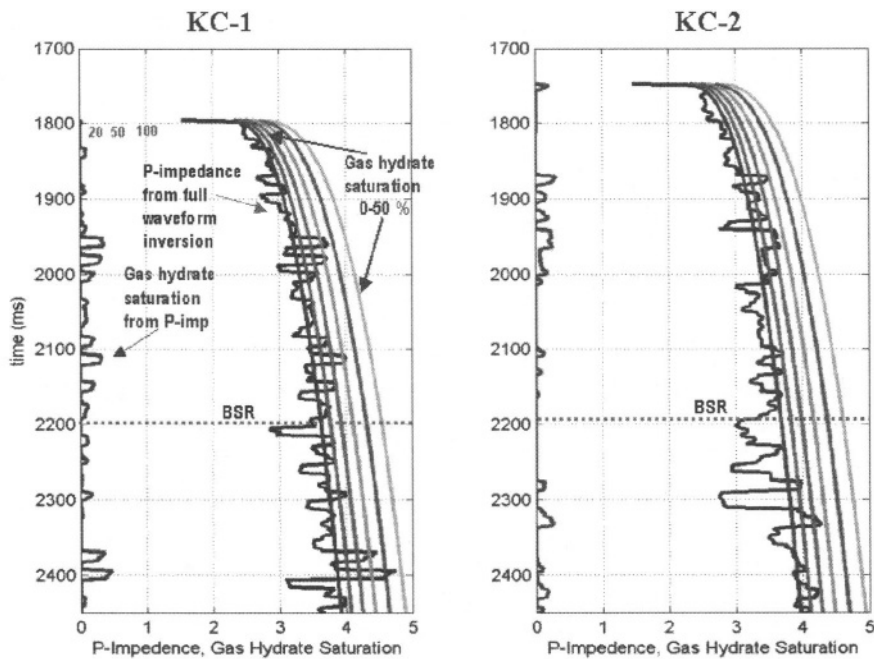 KC-1
KC-2
1700
1800
1900
2000
2100
2200
2300
2400
time (ms)
20 50 100
P-impedance
from full
waveform
inversion
Gas hydrate
saturation
0-50 %
Gas hydrate
saturation
from P-imp
BSR
0 1 2 3 4 5
P-Impedence, Gas Hydrate Saturation
1700
1800
1900
2000
2100
2200
2300
2400
BSR
0 1 2 3 4 5
P-Impedence, Gas Hydrate Saturation